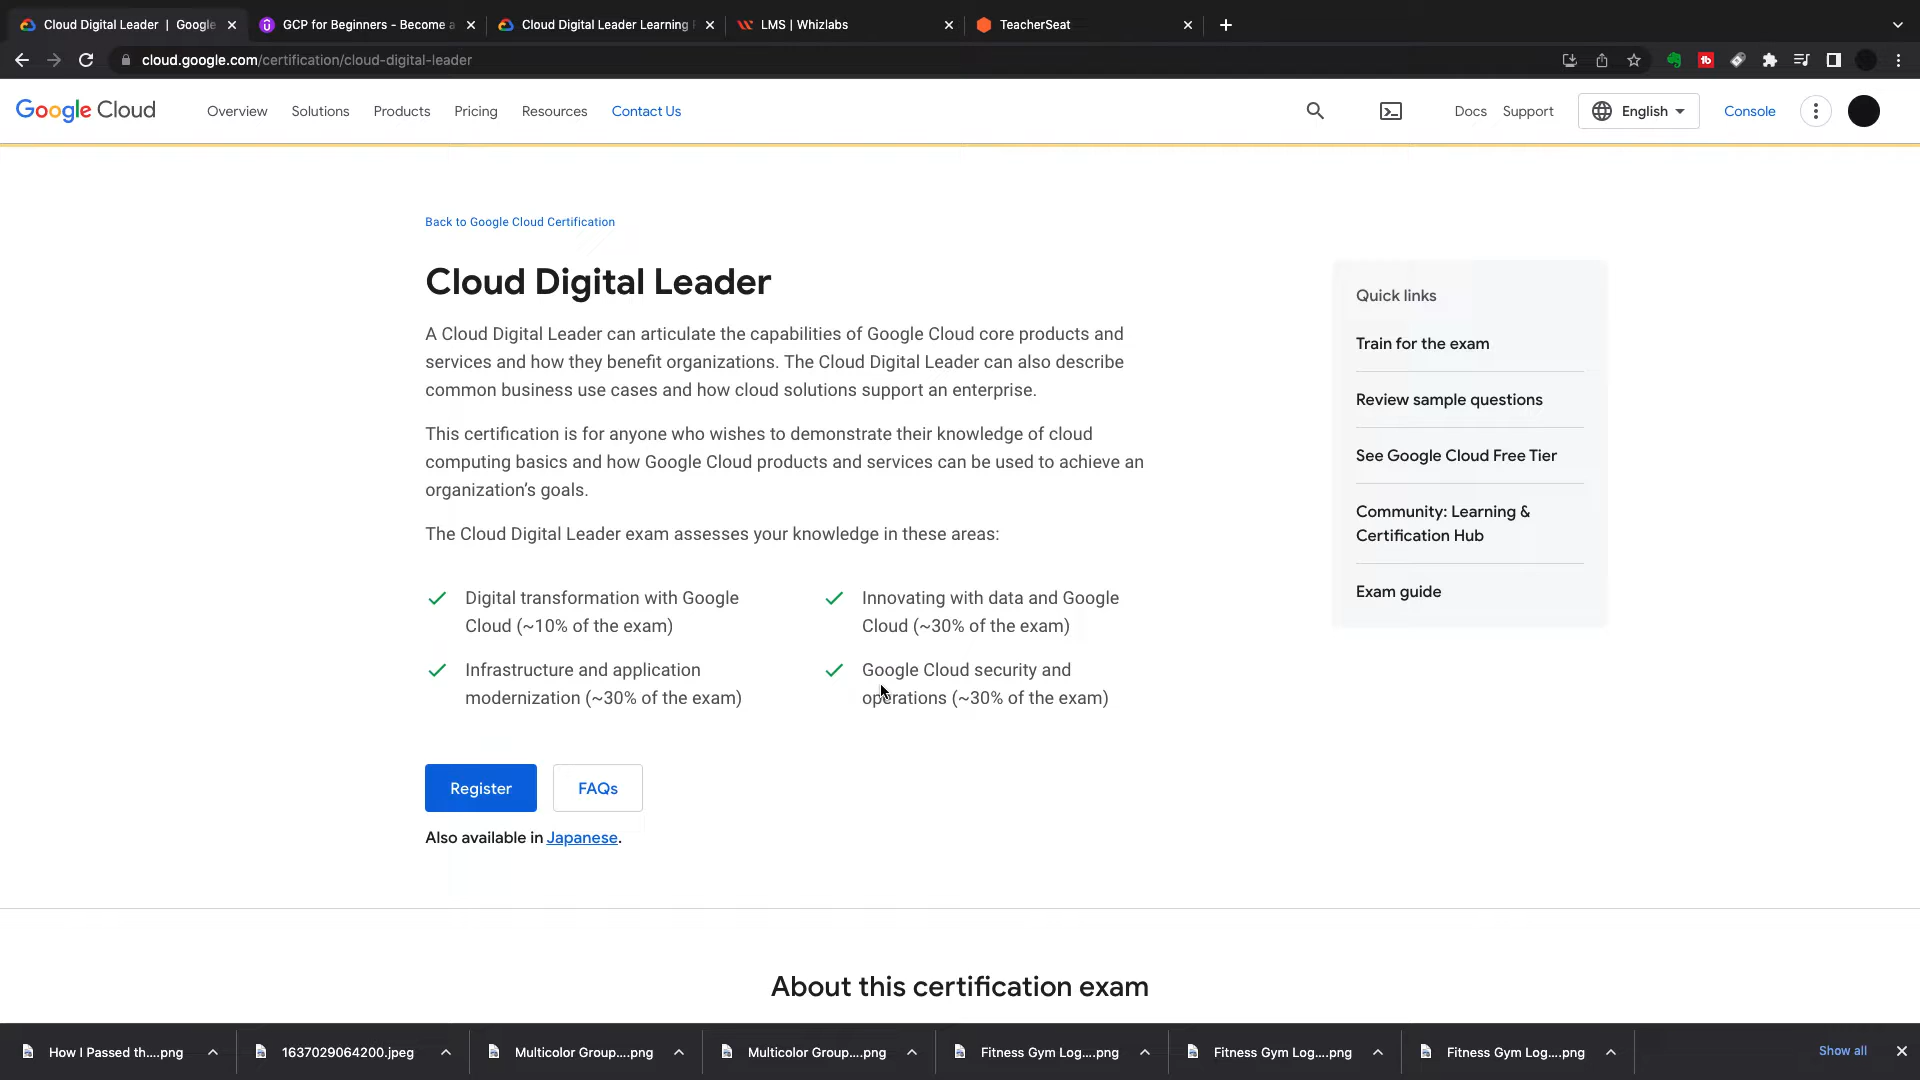 Cloud Digital Leader | Google
GCP for Beginners - Become a
Cloud Digital Leader Learning
LMS | Whizlabs
TeacherSeat
cloud.google.com/certification/cloud-digital-leader
Google Cloud
Overview
Solutions
Products
Pricing
Resources
Contact Us
Docs
Support
English
Console
Back to Google Cloud Certification
Cloud Digital Leader
A Cloud Digital Leader can articulate the capabilities of Google Cloud core products and
services and how they benefit organizations. The Cloud Digital Leader can also describe
common business use cases and how cloud solutions support an enterprise.
This certification is for anyone who wishes to demonstrate their knowledge of cloud
computing basics and how Google Cloud products and services can be used to achieve an
organization's goals.
The Cloud Digital Leader exam assesses your knowledge in these areas:
Digital transformation with Google
Cloud (~10% of the exam)
Innovating with data and Google
Cloud (~30% of the exam)
Infrastructure and application
modernization (~30% of the exam)
Google Cloud security and
operations (~30% of the exam)
Register
FAQs
Also available in Japanese.
Quick links
Train for the exam
Review sample questions
See Google Cloud Free Tier
Community: Learning &
Certification Hub
Exam guide
About this certification exam
How I Passed th....png
1637029064200.jpeg
Multicolor Group....png
Multicolor Group....png
Fitness Gym Log....png
Fitness Gym Log....png
Fitness Gym Log....png
Show all